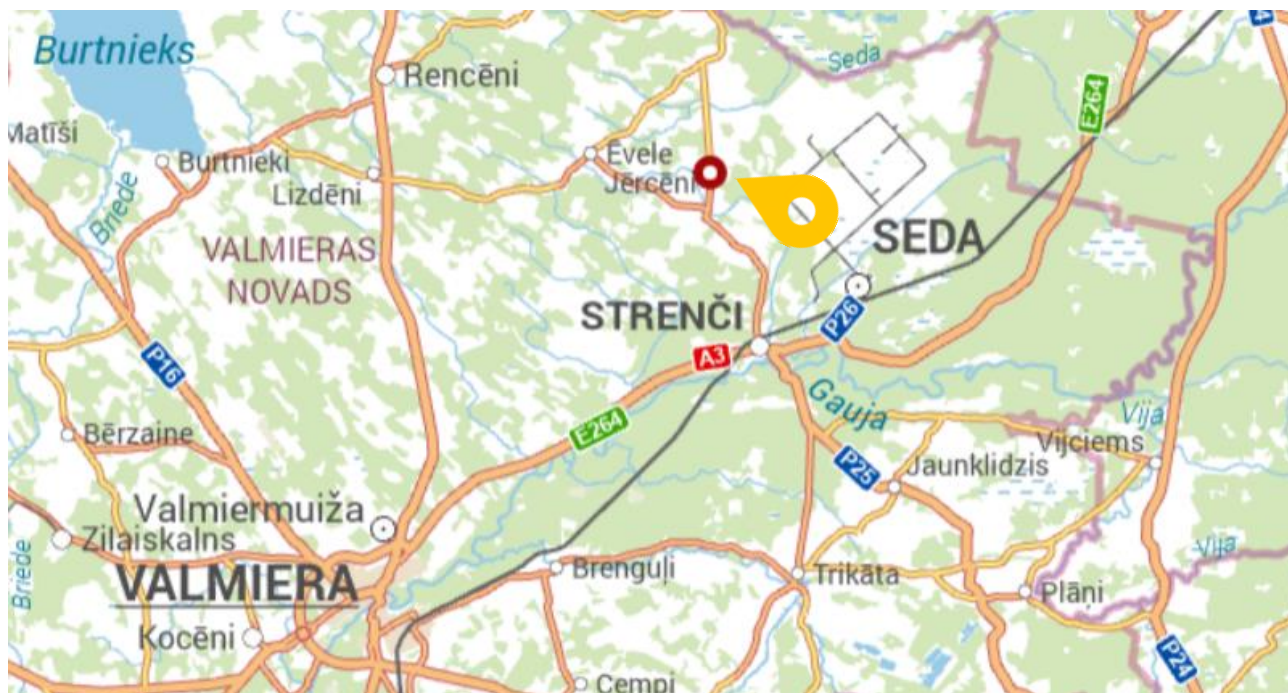 Burtnieks
Rencēni
Seda
E264
Matīši
Burtnieki
Lizdēni
Evele
Jērcēni
Briede
VALMIERAS
NOVADS
SEDA
STRENČI
P26
A3
P16
Gauja
E264
Bērzaine
Vija
Vijciems
P25
Jaunklidzis
Valmiermuiža
Zilaiskalns
Briede
VALMIERA
Brenguļi
Trikāta
Vija
Plāņi
Kocēni
P24
Cempi